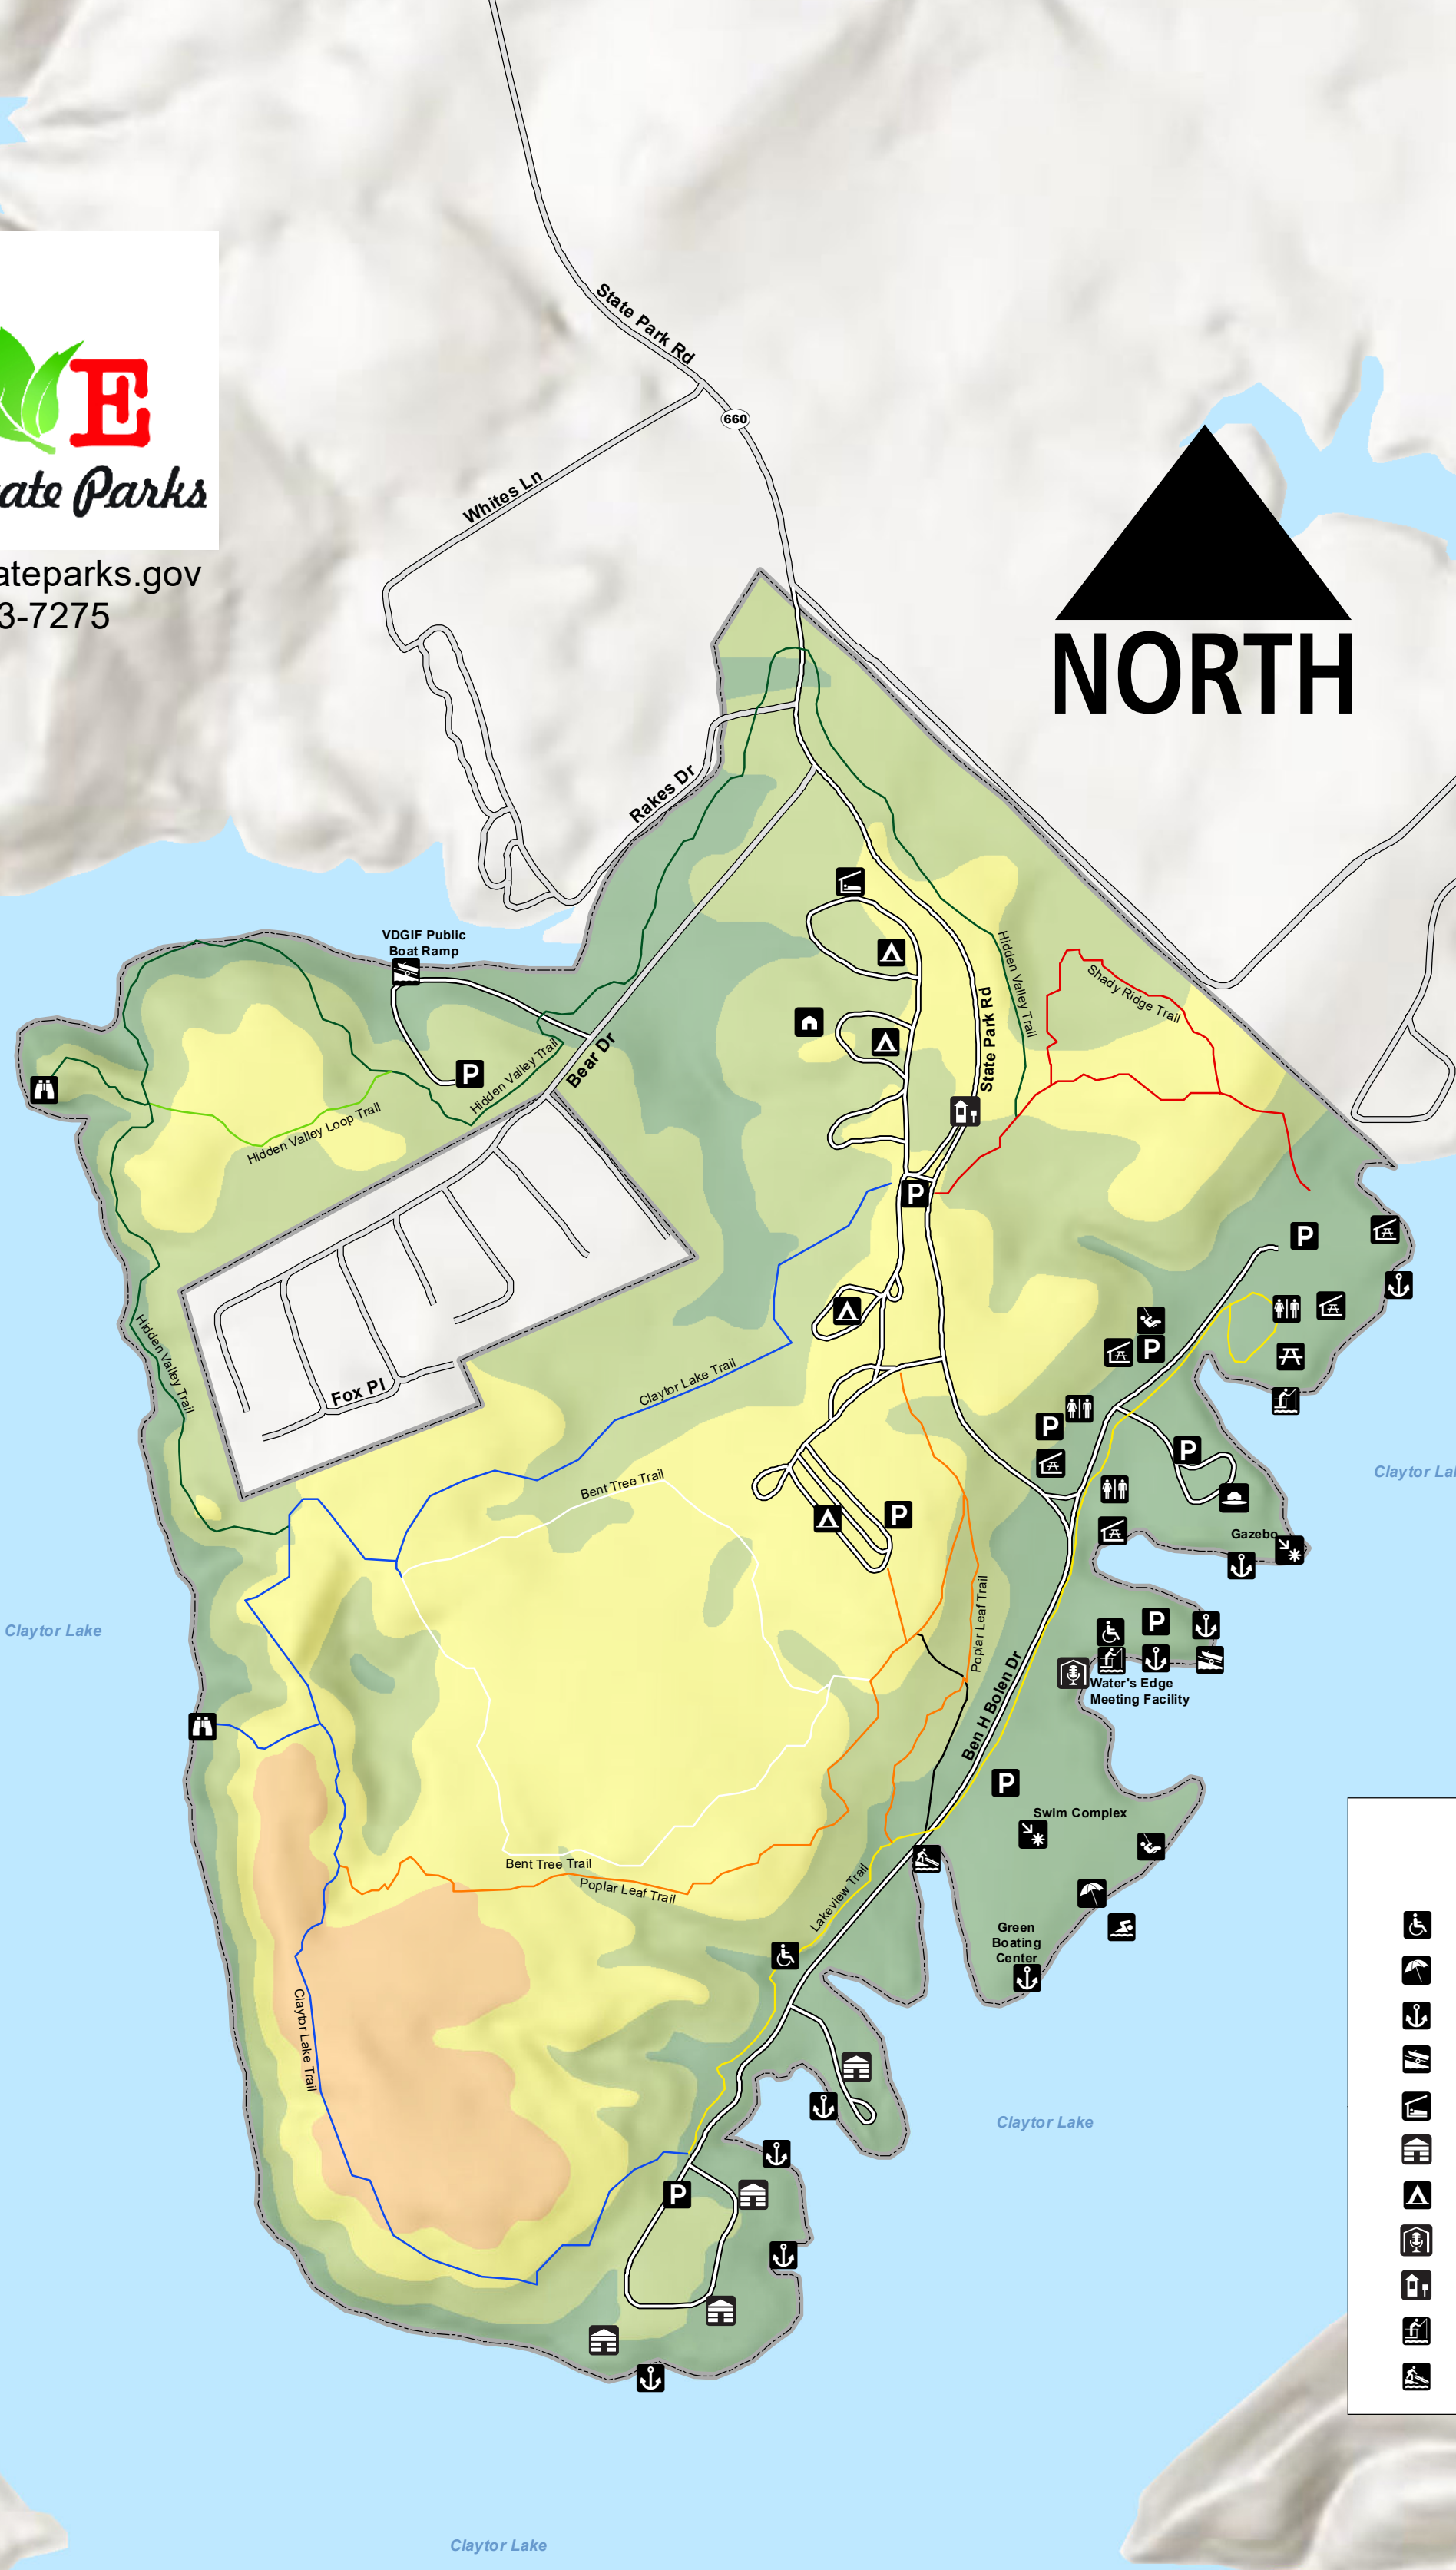 State Park Rd
660
E
ate Parks
Whites Ln
ateparks.gov
3-7275
NORTH
Rakes Dr
VDGIF Public
Boat Ramp
Hidden Valley Trail
Shady Ridge Trail
State Park Rd
Bear Dr
Hidden Valley Trail
Hidden Valley Loop Trail
P
P
P
Hidden Valley Trail
Fox Pl
Claytor Lake Trail
P
P
P
Bent Tree Trail
Claytor La
P
Gazebo
Claytor Lake
Poplar Leaf Trail
P
Water's Edge
Meeting Facility
Ben H Bolen Dr
P
Swim Complex
Bent Tree Trail
Poplar Leaf Trail
Lakeview Trail
Green
Boating
Center
Claytor Lake Trail
Claytor Lake
P
Claytor Lake